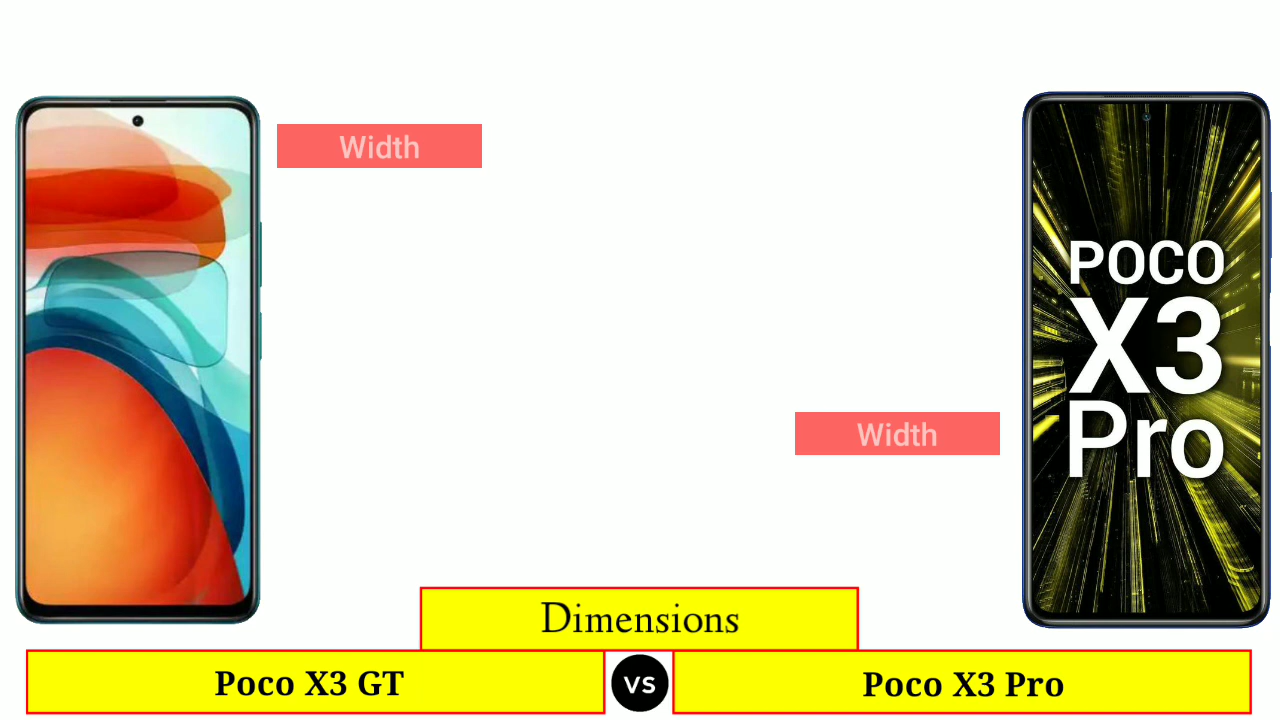 Width
POCO
X3
Pro
Width
Dimensions
Poco X3 GT
VS
Poco X3 Pro